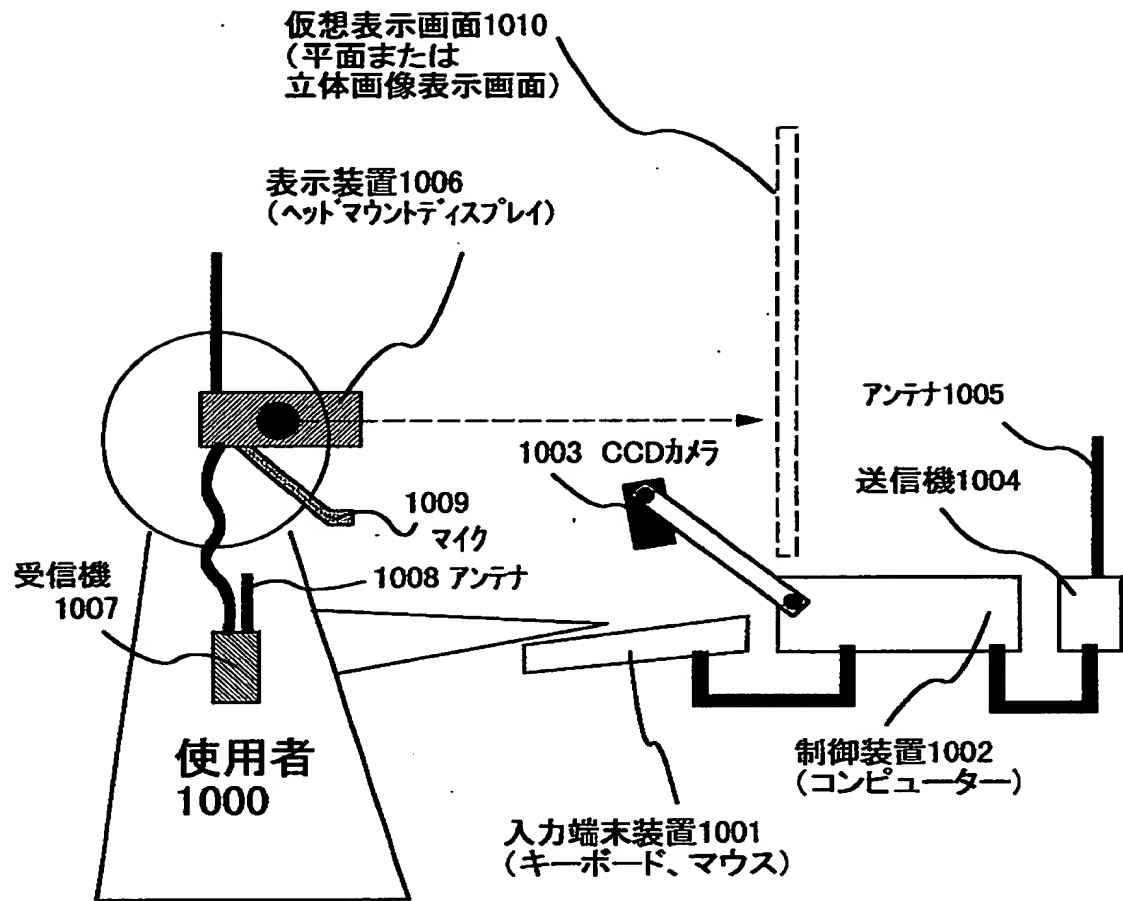 仮想表示画面1010
(平面または
立体画像表示画面)
表示装置1006
(ヘッドマウントディスプレイ)
アンテナ1005
1003 CCDカメラ
送信機1004
1009
マイク
受信機
1007
1008 アンテナ
使用者
1000
制御装置1002
(コンピューター)
入力端末装置1001
(キーボード、マウス)